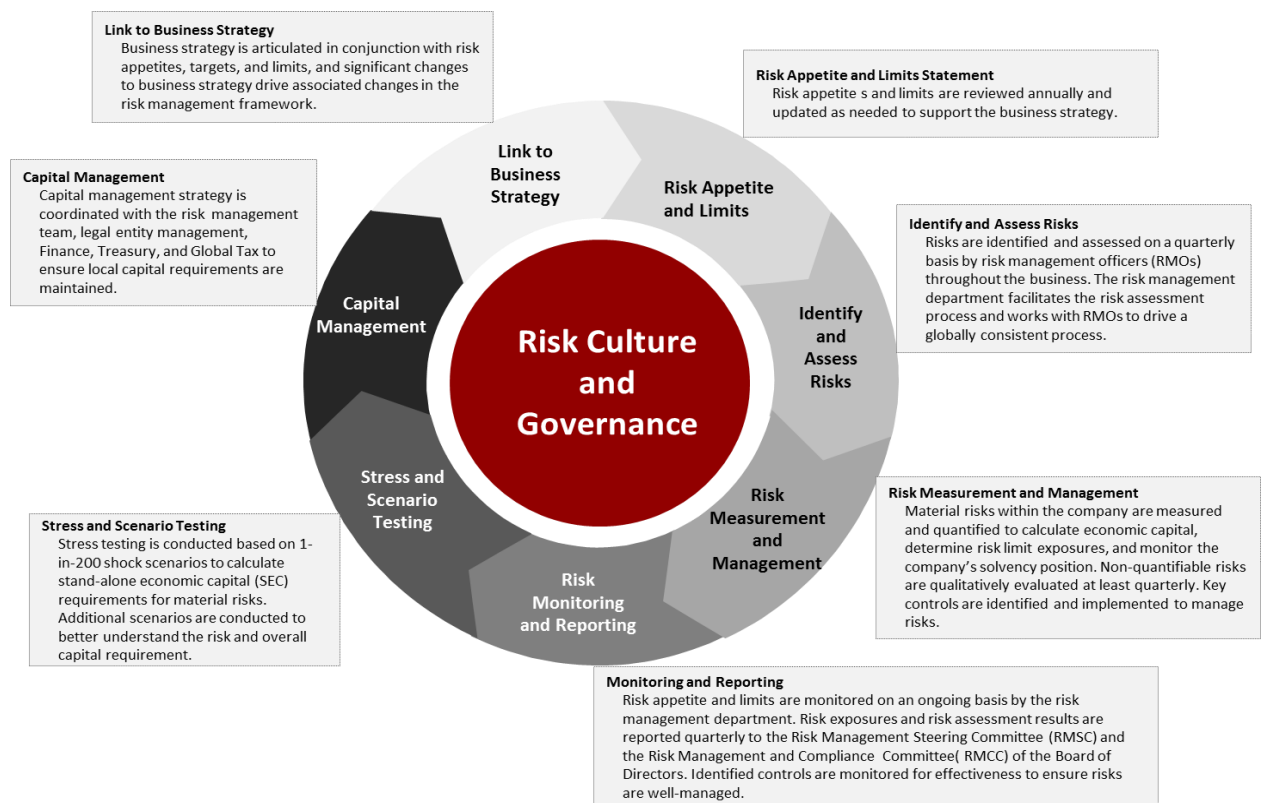 Link to Business Strategy
Business strategy is articulated in conjunction with risk
appetites, targets, and limits, and significant changes
to business strategy drive associated changes in the
risk management framework.
Risk Appetite and Limits Statement
Risk appetite s and limits are reviewed annually and
updated as needed to support the business strategy.
Capital Management
Capital management strategy is
coordinated with the risk management
team, legal entity management,
Finance, Treasury, and Global Tax to
ensure local capital requirements are
maintained.
Link to
Business
Strategy
Risk Appetite
and Limits
Identify and Assess Risks
Risks are identified and assessed on a quarterly
basis by risk management officers (RMOs)
throughout the business. The risk management
department facilitates the risk assessment
process and works with RMOs to drive a
globally consistent process.
Capital
Management
Identify
and
Assess
Risks
Risk Culture
and
Governance
Stress and
Scenario
Testing
Risk
Measurement
and
Management
Risk Measurement and Management
Material risks within the company are measured
and quantified to calculate economic capital,
determine risk limit exposures, and monitor the
company's solvency position. Non-quantifiable risks
are qualitatively evaluated at least quarterly. Key
controls are identified and implemented to manage
risks.
Stress and Scenario Testing
Stress testing is conducted based on 1-
in-200 shock scenarios to calculate
stand-alone economic capital (SEC)
requirements for material risks.
Additional scenarios are conducted to
better understand the risk and overall
capital requirement.
Risk
Monitoring
and Reporting
Monitoring and Reporting
Risk appetite and limits are monitored on an ongoing basis by the risk
management department. Risk exposures and risk assessment results are
reported quarterly to the Risk Management Steering Committee (RMSC) and
the Risk Management and Compliance Committee( RMCC) of the Board of
Directors. Identified controls are monitored for effectiveness to ensure risks
are well-managed.